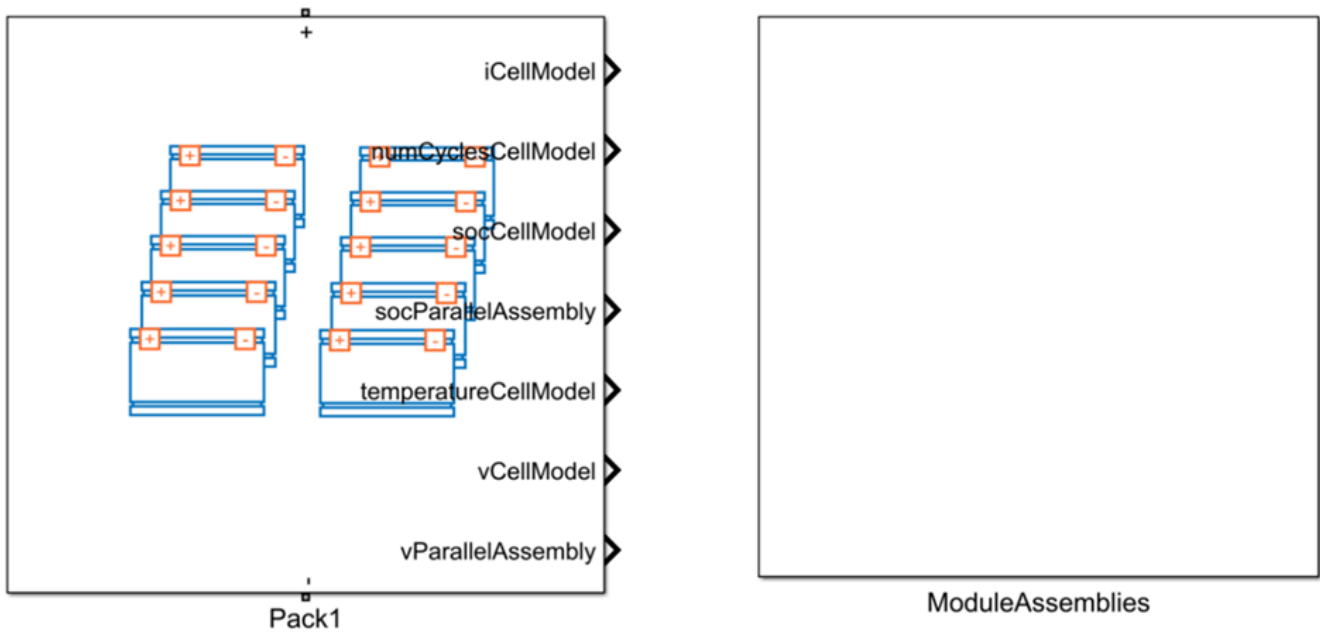 +
iCellModel
numCyclesCellModel
socCellModel
socParallelAssembly
temperatureCellModel
vCellModel
vParallelAssembly
+ -
+ -
+ -
+ -
+ -
+ -
+ -
+ -
+ -
+ -
-
Pack1
ModuleAssemblies